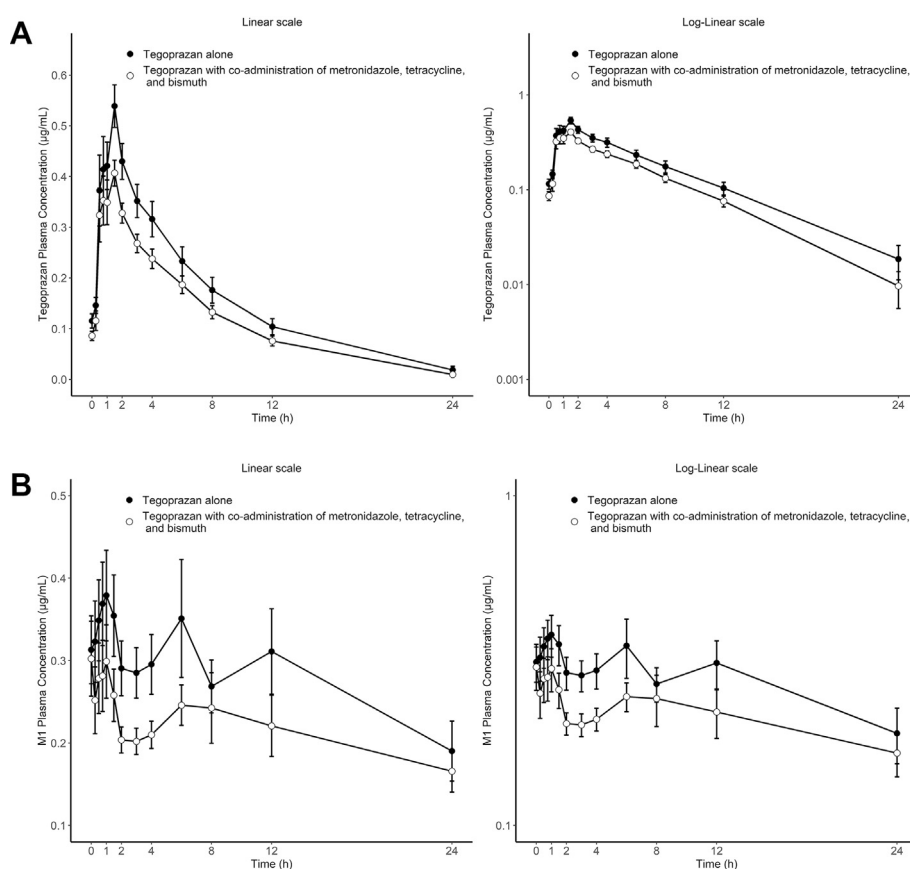 A
Linear scale
Tegoprazan alone
Tegoprazan with co-administration of metronidazole, tetracycline,
and bismuth
Tegoprazan Plasma Concentration (µg/mL)
0.6
0.5
0.4
0.3
0.2
0.1
0.0
0 1 2 4 8 12 24
Time (h)
Log-Linear scale
Tegoprazan alone
Tegoprazan with co-administration of metronidazole, tetracycline,
and bismuth
Tegoprazan Plasma Concentration (µg/mL)
1
0.1
0.01
0.001
0 1 2 4 8 12 24
Time (h)
B
Linear scale
Tegoprazan alone
Tegoprazan with co-administration of metronidazole, tetracycline,
and bismuth
M1 Plasma Concentration (µg/mL)
0.5
0.4
0.3
0.2
0.1
0 1 2 4 8 12 24
Time (h)
Log-Linear scale
Tegoprazan alone
Tegoprazan with co-administration of metronidazole, tetracycline,
and bismuth
M1 Plasma Concentration (µg/mL)
1
0.1
0 1 2 4 8 12 24
Time (h)